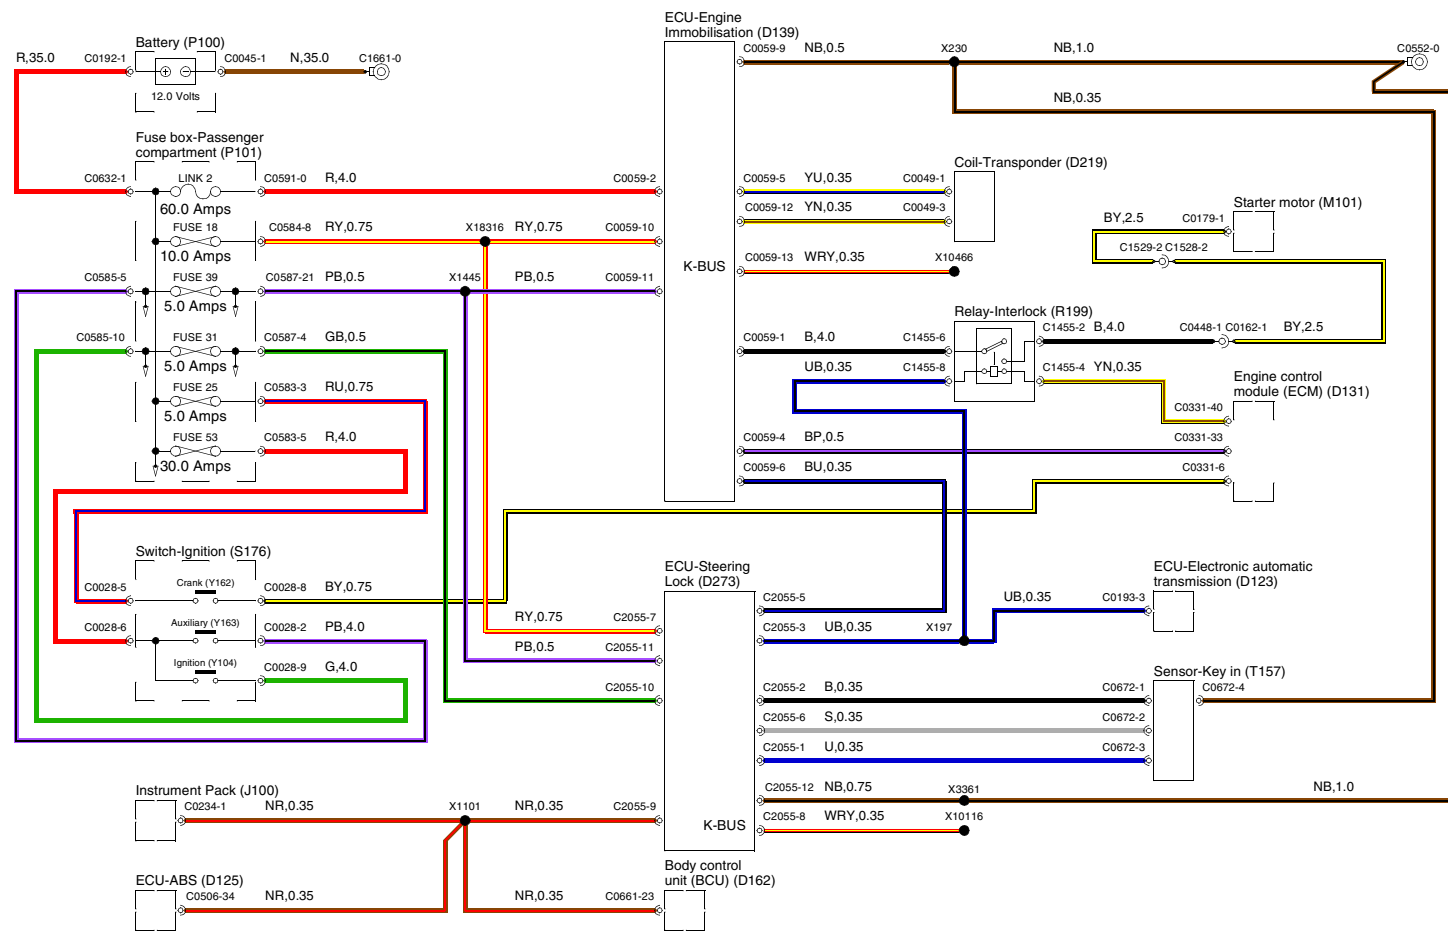 Battery (P100)
R,35.0
C0192-1
C0045-1
N,35.0
C1661-0
12.0 Volts
Fuse box-Passenger
compartment (P101)
C0632-1
LINK 2
C0591-0
R,4.0
60.0 Amps
FUSE 18
C0584-8
RY,0.75
X18316
RY,0.75
10.0 Amps
C0585-5
FUSE 39
C0587-21
PB,0.5
X1445
PB,0.5
5.0 Amps
C0585-10
FUSE 31
C0587-4
GB,0.5
5.0 Amps
FUSE 25
C0583-3
RU,0.75
5.0 Amps
FUSE 53
C0583-5
R,4.0
30.0 Amps
Switch-Ignition (S176)
C0028-5
Crank (Y162)
C0028-8
BY,0.75
C0028-6
Auxiliary (Y163)
C0028-2
PB,4.0
Ignition (Y104)
C0028-9
G,4.0
Instrument Pack (J100)
C0234-1
NR,0.35
X1101
NR,0.35
ECU-ABS (D125)
C0506-34
NR,0.35
NR,0.35
C0661-23
ECU-Engine
Immobilisation (D139)
C0059-2
C0059-10
C0059-11
K-BUS
C0059-9
NB,0.5
X230
NB,1.0
C0552-0
NB,0.35
C0059-5
YU,0.35
C0049-1
C0059-12
YN,0.35
C0049-3
Coil-Transponder (D219)
C0059-13
WRY,0.35
X10466
Starter motor (M101)
BY,2.5
C0179-1
C1529-2
C1528-2
Relay-Interlock (R199)
C0059-1
B,4.0
C1455-6
C1455-2
B,4.0
C0448-1
C0162-1
BY,2.5
UB,0.35
C1455-8
C1455-4
YN,0.35
Engine control
module (ECM) (D131)
C0331-40
C0059-4
BP,0.5
C0331-33
C0059-6
BU,0.35
C0331-6
ECU-Steering
Lock (D273)
RY,0.75
C2055-7
PB,0.5
C2055-11
C2055-10
C2055-9
K-BUS
C2055-5
C2055-3
UB,0.35
X197
UB,0.35
C0193-3
ECU-Electronic automatic
transmission (D123)
Sensor-Key in (T157)
C2055-2
B,0.35
C0672-1
C0672-4
C2055-6
S,0.35
C0672-2
C2055-1
U,0.35
C0672-3
C2055-12
NB,0.75
X3361
NB,1.0
C2055-8
WRY,0.35
X10116
Body control
unit (BCU) (D162)